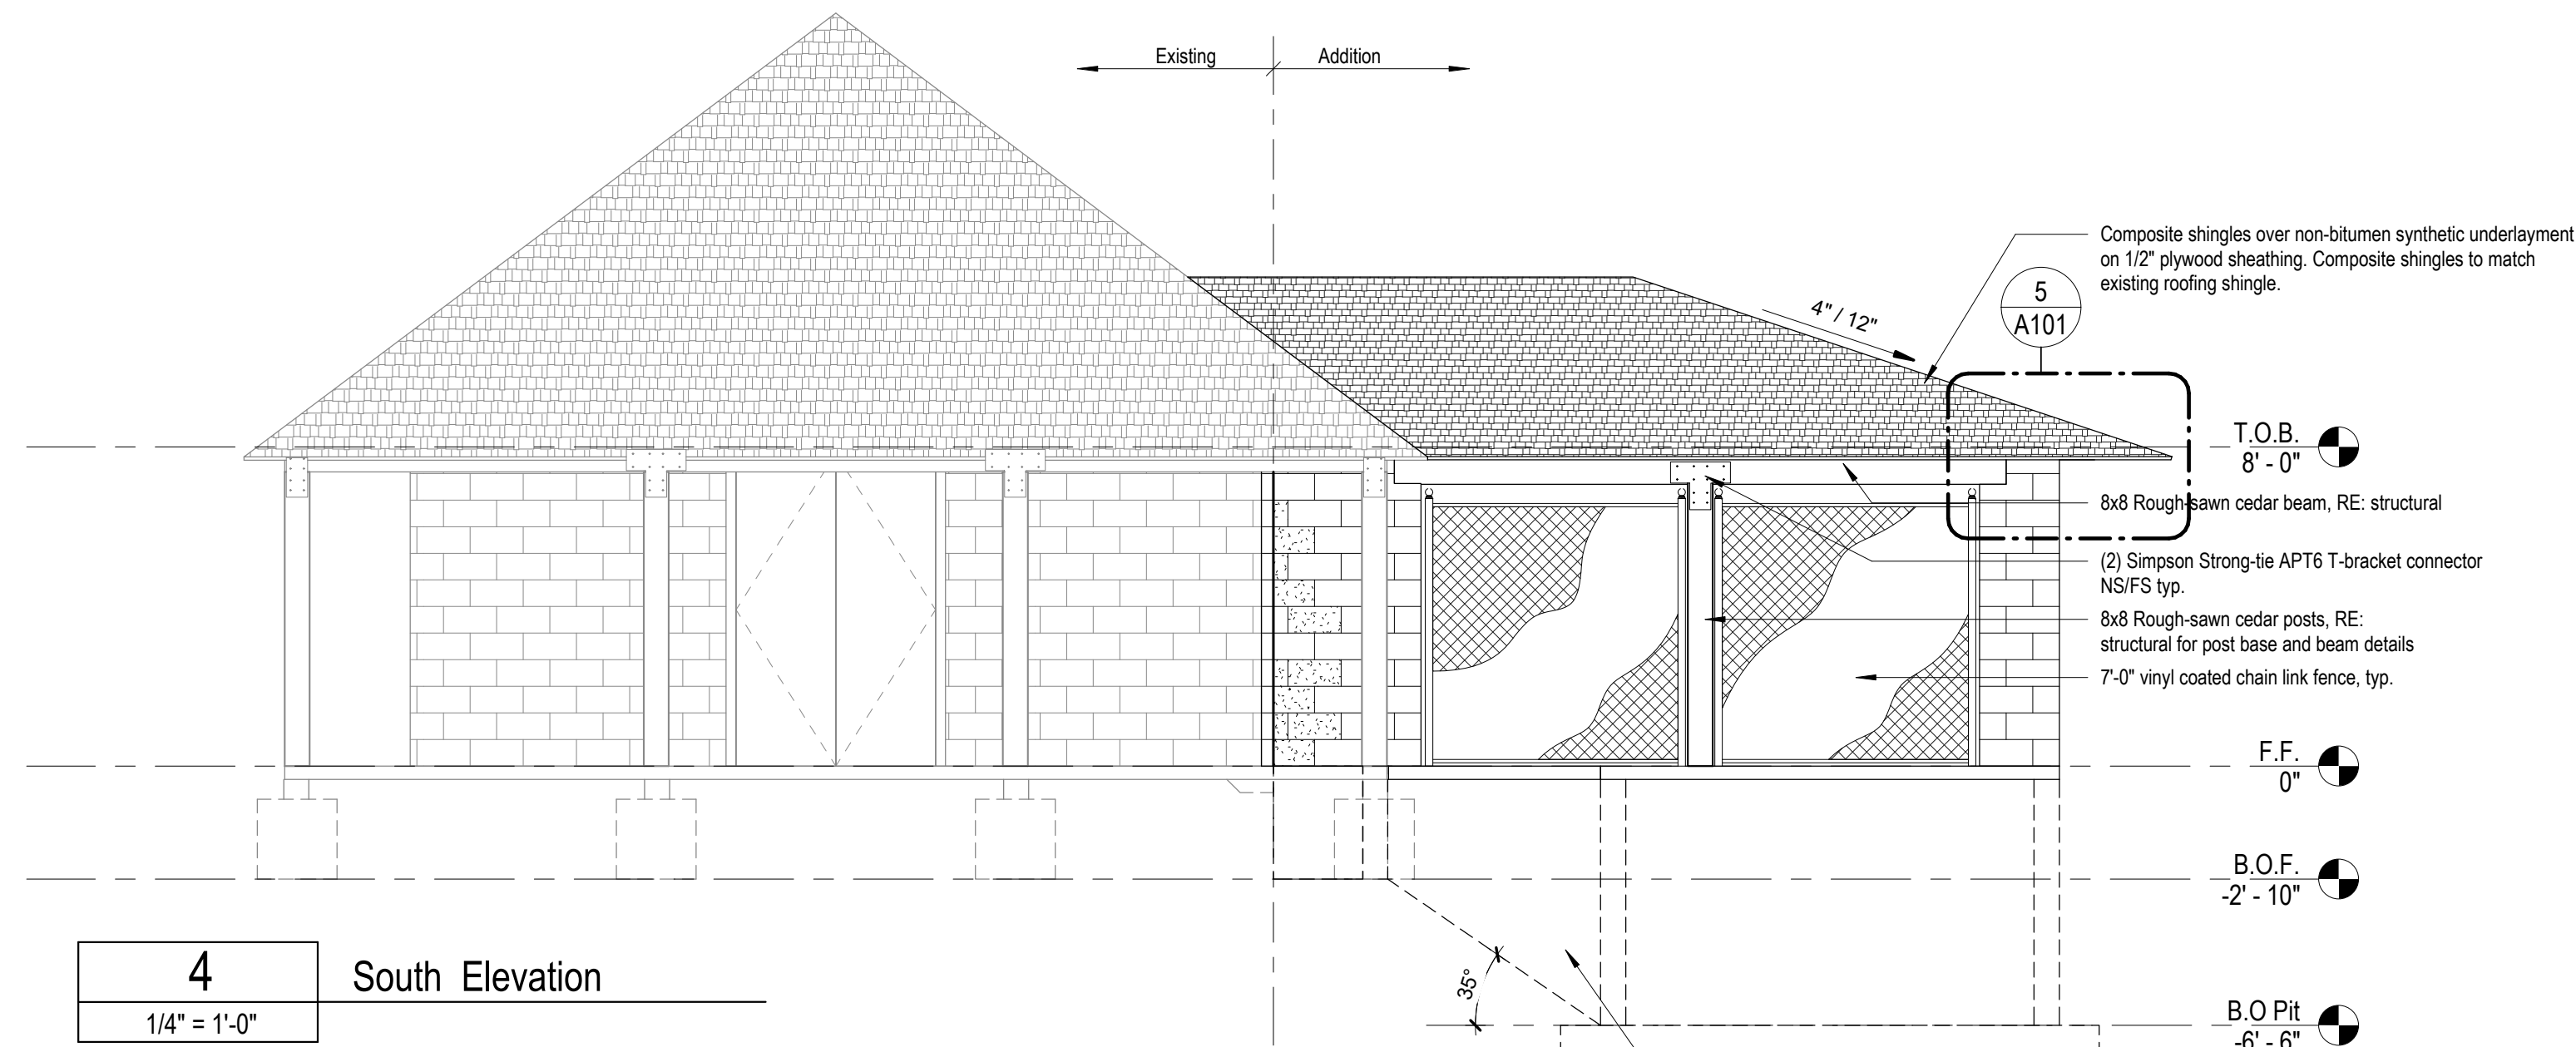 Existing
Addition
Composite shingles over non-bitumen synthetic underlayment
on 1/2" plywood sheathing. Composite shingles to match
existing roofing shingle.
5
A101
4" / 12"
T.O.B.
8' - 0"
8x8 Rough-sawn cedar beam, RE: structural
(2) Simpson Strong-tie APT6 T-bracket connector
NS/FS typ.
8x8 Rough-sawn cedar posts, RE:
structural for post base and beam details
7'-0" vinyl coated chain link fence, typ.
F.F.
0"
B.O.F.
-2' - 10"
35°
B.O Pit
-6' - 6"
4
South Elevation
1/4" = 1'-0"